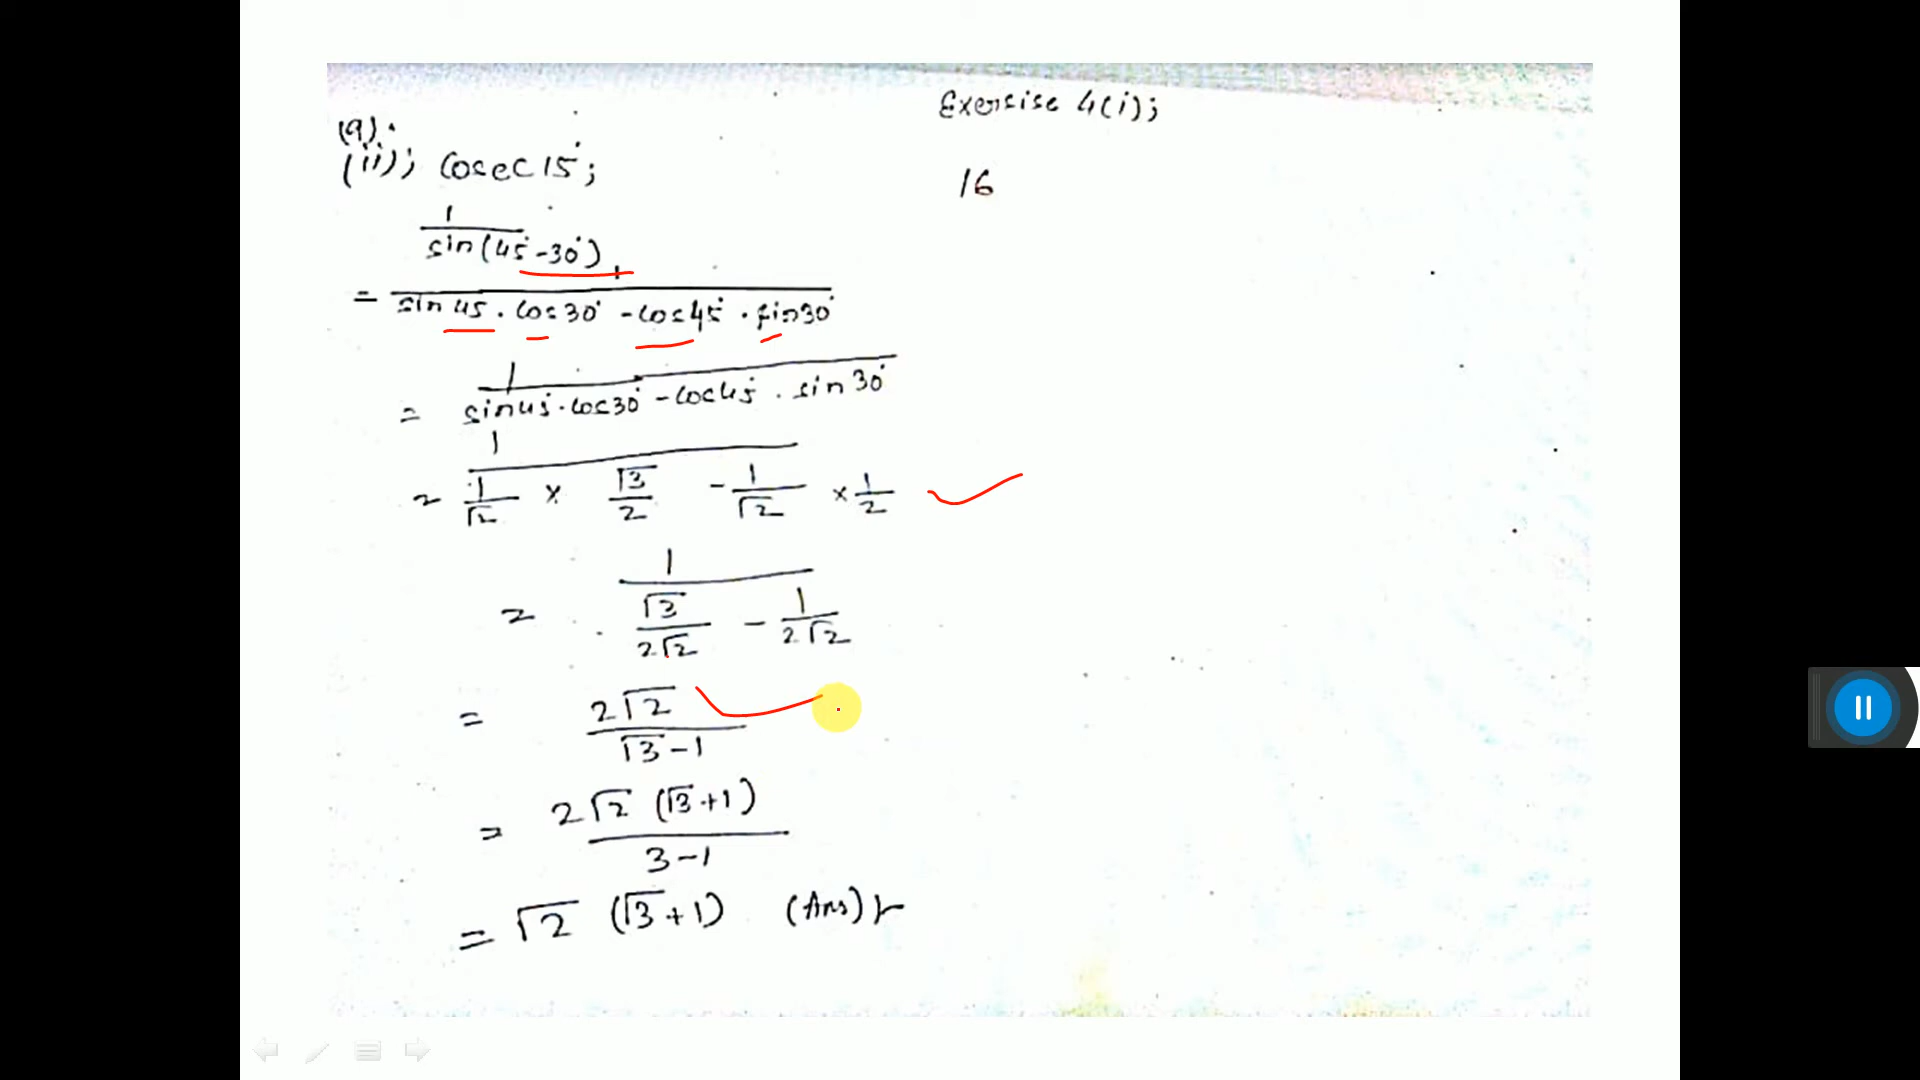 Exercise 4(i);
16
(a).
(ii); Cosec 15°;
1
sin(45°-30°)
= 1
sin 45 . cos 30° - cos 45° . sin 30°
= 1
sin 45° . cos 30° - cos 45° . sin 30°
= 1
1/√2 × √3/2 - 1/√2 × 1/2
= 1
√3/2√2 - 1/2√2
= 2√2
√3-1
= 2√2 (√3+1)
3-1
= √2 (√3+1) (Ans)